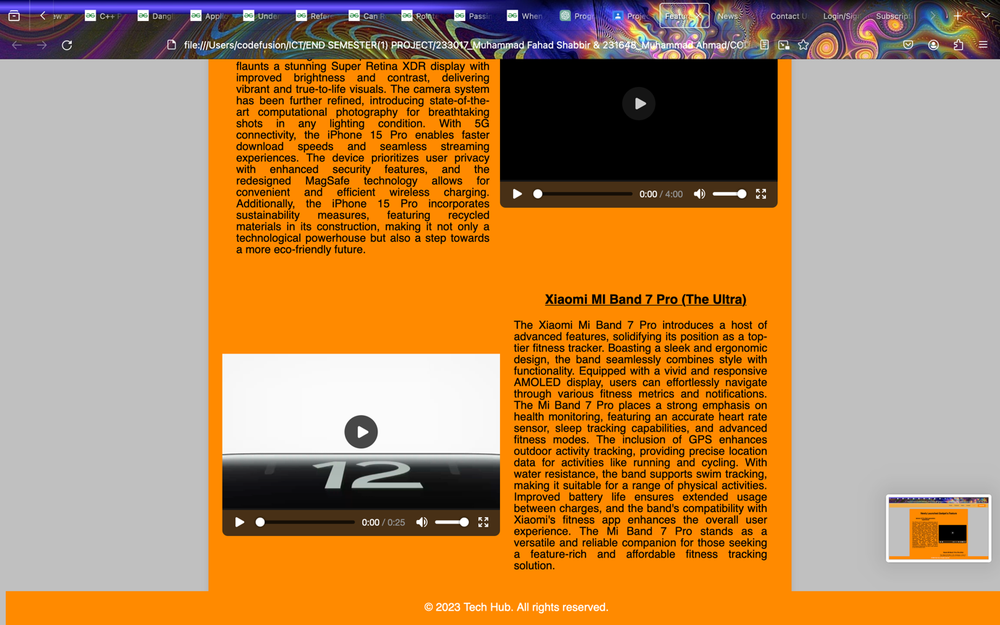 C++ P
Dangl
Applic
Unde
Refere
Can R
Pointe
Passin
When
Progr
Projec
Featur
News
Contact U
Login/Sig
Subscripti
file:///Users/codefusion/ICT/END SEMESTER(1) PROJECT/233017_Muhammad Fahad Shabbir & 231648_Muhammad Ahmad/COD
flaunts a stunning Super Retina XDR display with
improved brightness and contrast, delivering
vibrant and true-to-life visuals. The camera system
has been further refined, introducing state-of-the-
art computational photography for breathtaking
shots in any lighting condition. With 5G
connectivity, the iPhone 15 Pro enables faster
download speeds and seamless streaming
experiences. The device prioritizes user privacy
with enhanced security features, and the
redesigned MagSafe technology allows for
convenient and efficient wireless charging.
Additionally, the iPhone 15 Pro incorporates
sustainability measures, featuring recycled
materials in its construction, making it not only a
technological powerhouse but also a step towards
a more eco-friendly future.
0:00 / 4:00
Xiaomi MI Band 7 Pro (The Ultra)
The Xiaomi Mi Band 7 Pro introduces a host of
advanced features, solidifying its position as a top-
tier fitness tracker. Boasting a sleek and ergonomic
design, the band seamlessly combines style with
functionality. Equipped with a vivid and responsive
AMOLED display, users can effortlessly navigate
through various fitness metrics and notifications.
The Mi Band 7 Pro places a strong emphasis on
health monitoring, featuring an accurate heart rate
sensor, sleep tracking capabilities, and advanced
fitness modes. The inclusion of GPS enhances
outdoor activity tracking, providing precise location
data for activities like running and cycling. With
water resistance, the band supports swim tracking,
making it suitable for a range of physical activities.
Improved battery life ensures extended usage
between charges, and the band's compatibility with
Xiaomi's fitness app enhances the overall user
experience. The Mi Band 7 Pro stands as a
versatile and reliable companion for those seeking
a feature-rich and affordable fitness tracking
solution.
12
0:00 / 0:25
© 2023 Tech Hub. All rights reserved.